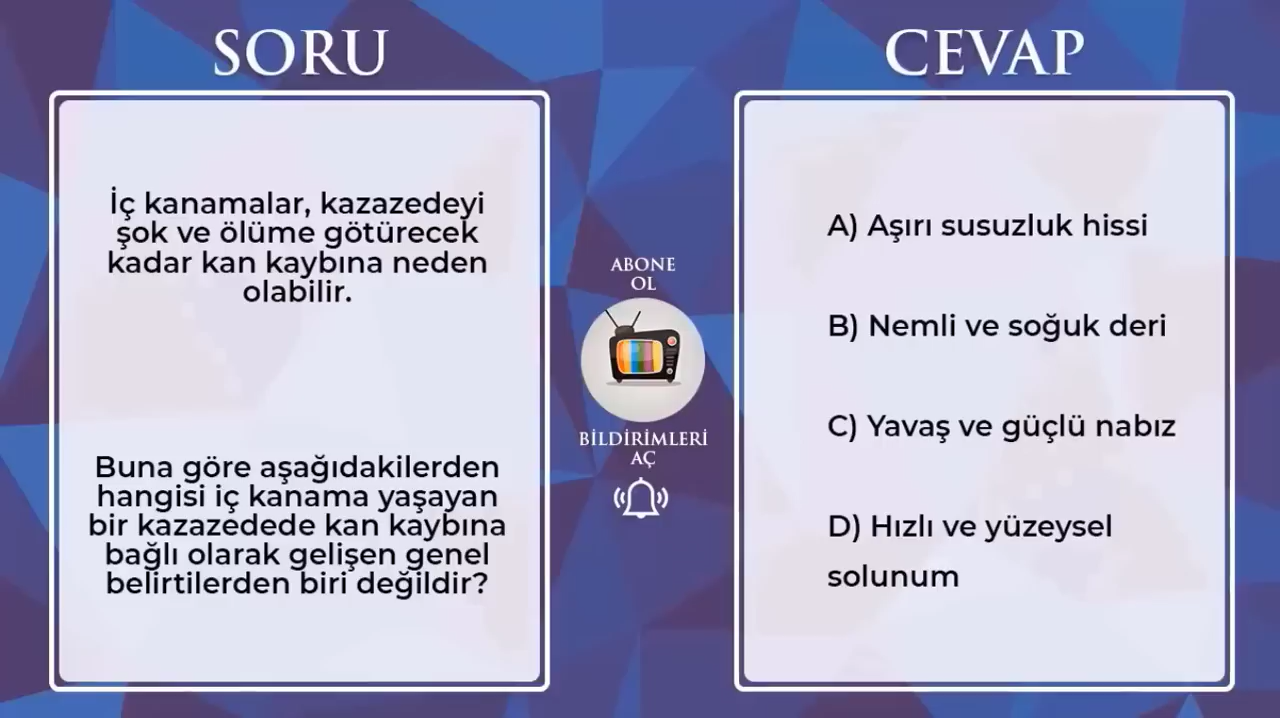 SORU
İç kanamalar, kazazedeyi
şok ve ölüme götürecek
kadar kan kaybına neden
olabilir.
Buna göre aşağıdakilerden
hangisi iç kanama yaşayan
bir kazazedede kan kaybına
bağlı olarak gelişen genel
belirtilerden biri değildir?
ABONE
OL
BİLDİRİMLERİ
AÇ
CEVAP
A) Aşırı susuzluk hissi
B) Nemli ve soğuk deri
C) Yavaş ve güçlü nabız
D) Hızlı ve yüzeysel
solunum